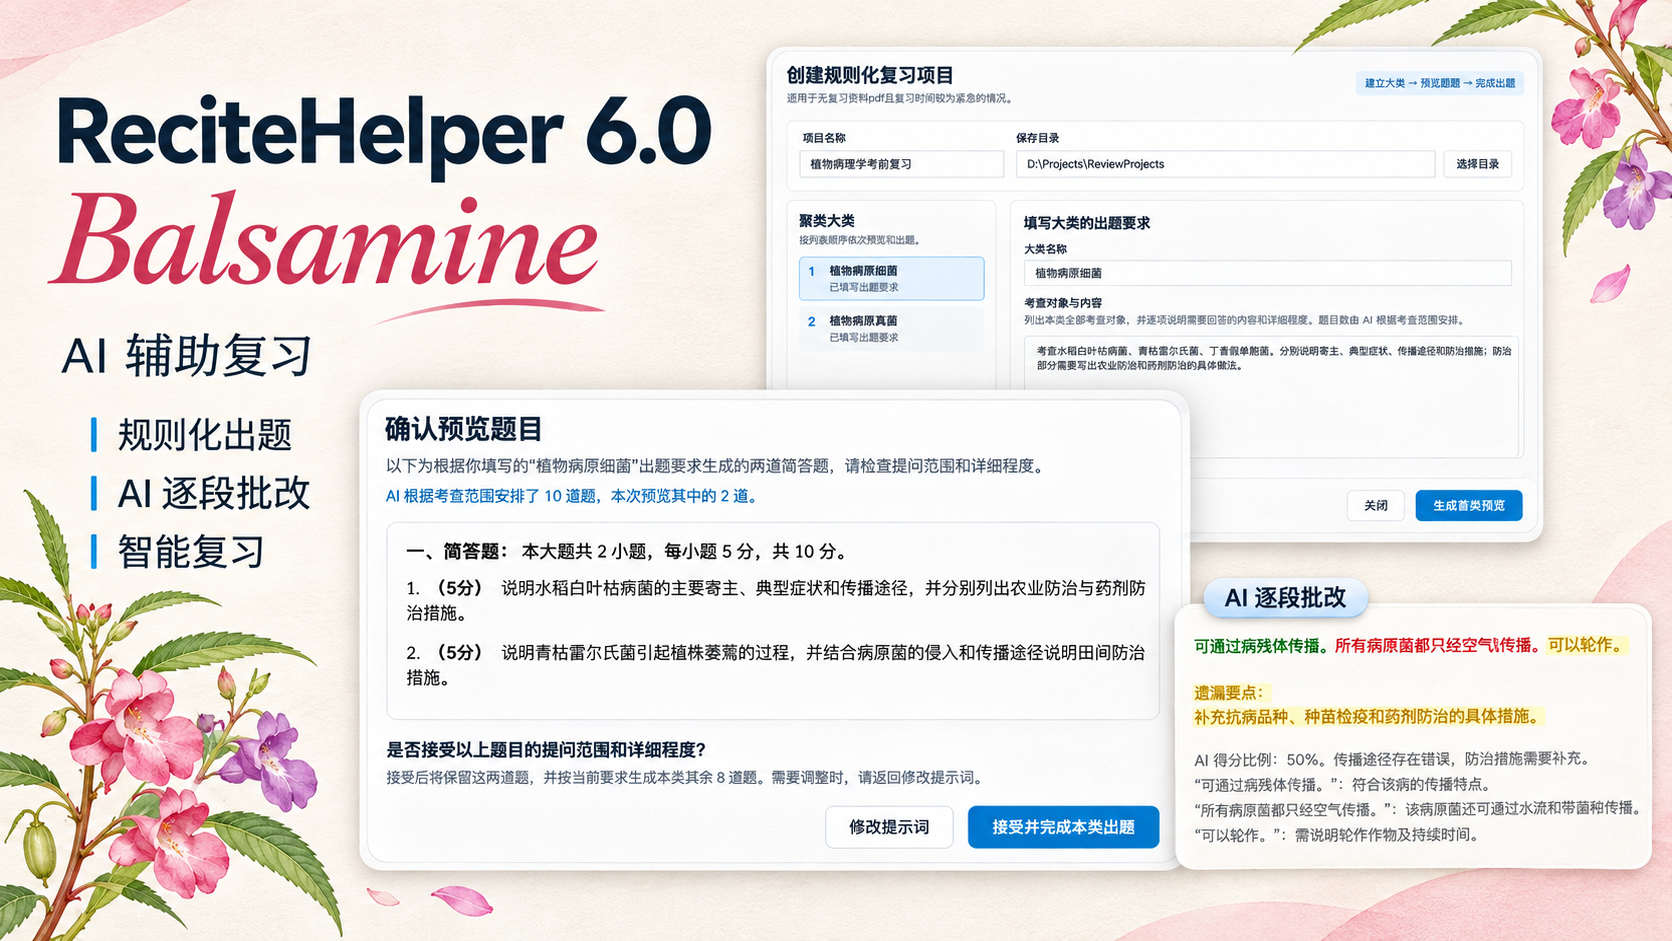 ReciteHelper 6.0
Balsamine
AI 辅助复习
规则化出题
AI 逐段批改
智能复习
创建规则化复习项目
适用于无复习资料pdf且复习时间较为紧急的情况。
建立大类 → 预览题题 → 完成出题
项目名称
保存目录
植物病理学考前复习
D:\Projects\ReviewProjects
选择目录
聚类大类
按列表顺序依次预览和出题。
1 植物病原细菌
已填写出题要求
2 植物病原真菌
已填写出题要求
填写大类的出题要求
大类名称
植物病原细菌
考查对象与内容
列出本类全部考查对象，并逐项说明需要回答的内容和详细程度。题目数由 AI 根据考查范围安排。
考查水稻白叶枯病菌、青枯雷尔氏菌、丁香假单胞菌。分别说明寄主、典型症状、传播途径和防治措施；防治
部分需要写出农业防治和药剂防治的具体做法。
关闭
生成首类预览
确认预览题目
以下为根据你填写的“植物病原细菌”出题要求生成的两道简答题，请检查提问范围和详细程度。
AI 根据考查范围安排了 10 道题，本次预览其中的 2 道。
一、简答题： 本大题共 2 小题，每小题 5 分，共 10 分。
1. （5分） 说明水稻白叶枯病菌的主要寄主、典型症状和传播途径，并分别列出农业防治与药剂防
治措施。
2. （5分） 说明青枯雷尔氏菌引起植株萎蔫的过程，并结合病原菌的侵入和传播途径说明田间防治
措施。
是否接受以上题目的提问范围和详细程度?
接受后将保留这两道题，并按当前要求生成本类其余 8 道题。需要调整时，请返回修改提示词。
修改提示词
接受并完成本类出题
AI 逐段批改
可通过病残体传播。所有病原菌都只经空气传播。可以轮作。
遗漏要点：
补充抗病品种、种苗检疫和药剂防治的具体措施。
AI 得分比例：50%。传播途径存在错误，防治措施需要补充。
“可通过病残体传播。”：符合该病的传播特点。
“所有病原菌都只经空气传播。”：该病原菌还可通过水流和带菌种传播。
“可以轮作。”：需说明轮作作物及持续时间。